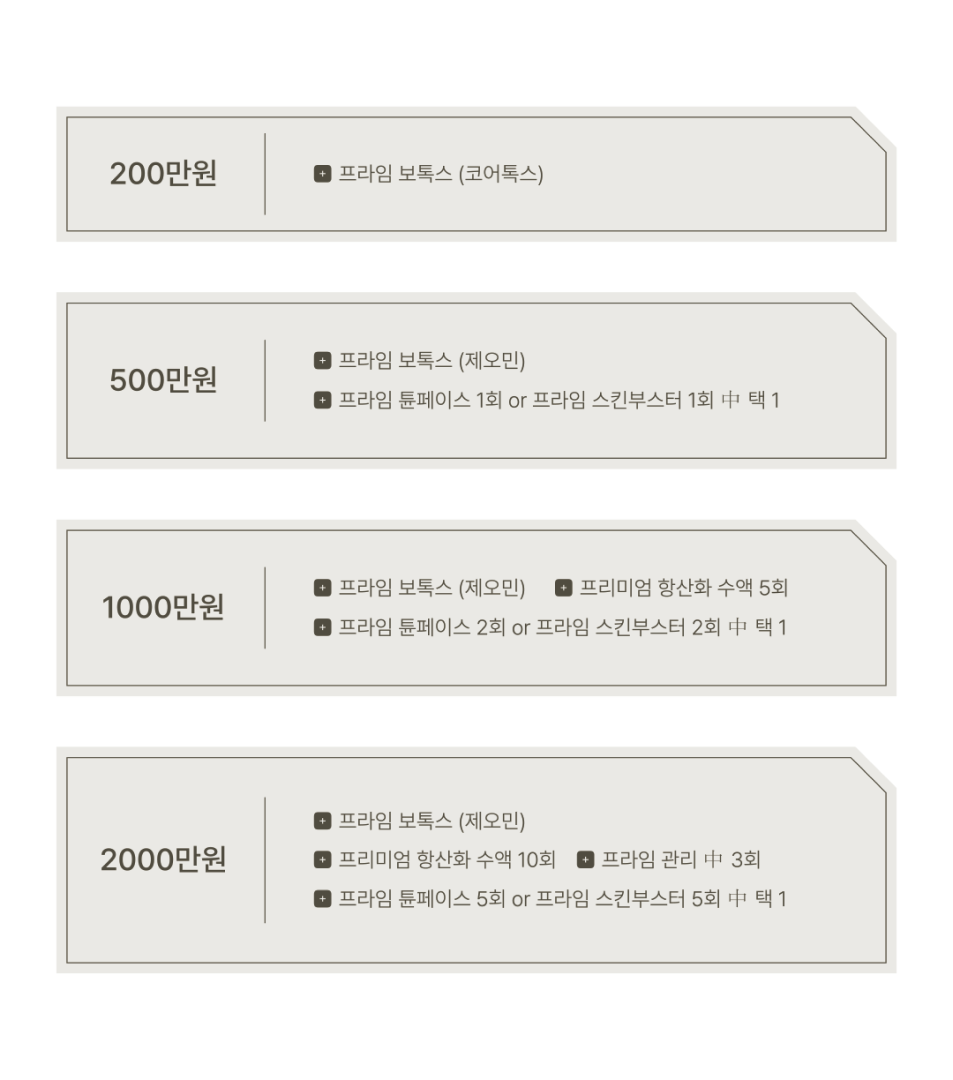 200만원
프라임 보톡스 (코어톡스)
500만원
프라임 보톡스 (제오민)
프라임 튠페이스 1회 or 프라임 스킨부스터 1회 中 택 1
1000만원
프라임 보톡스 (제오민) 프리미엄 항산화 수액 5회
프라임 튠페이스 2회 or 프라임 스킨부스터 2회 中 택 1
2000만원
프라임 보톡스 (제오민)
프리미엄 항산화 수액 10회 프라임 관리 中 3회
프라임 튠페이스 5회 or 프라임 스킨부스터 5회 中 택 1